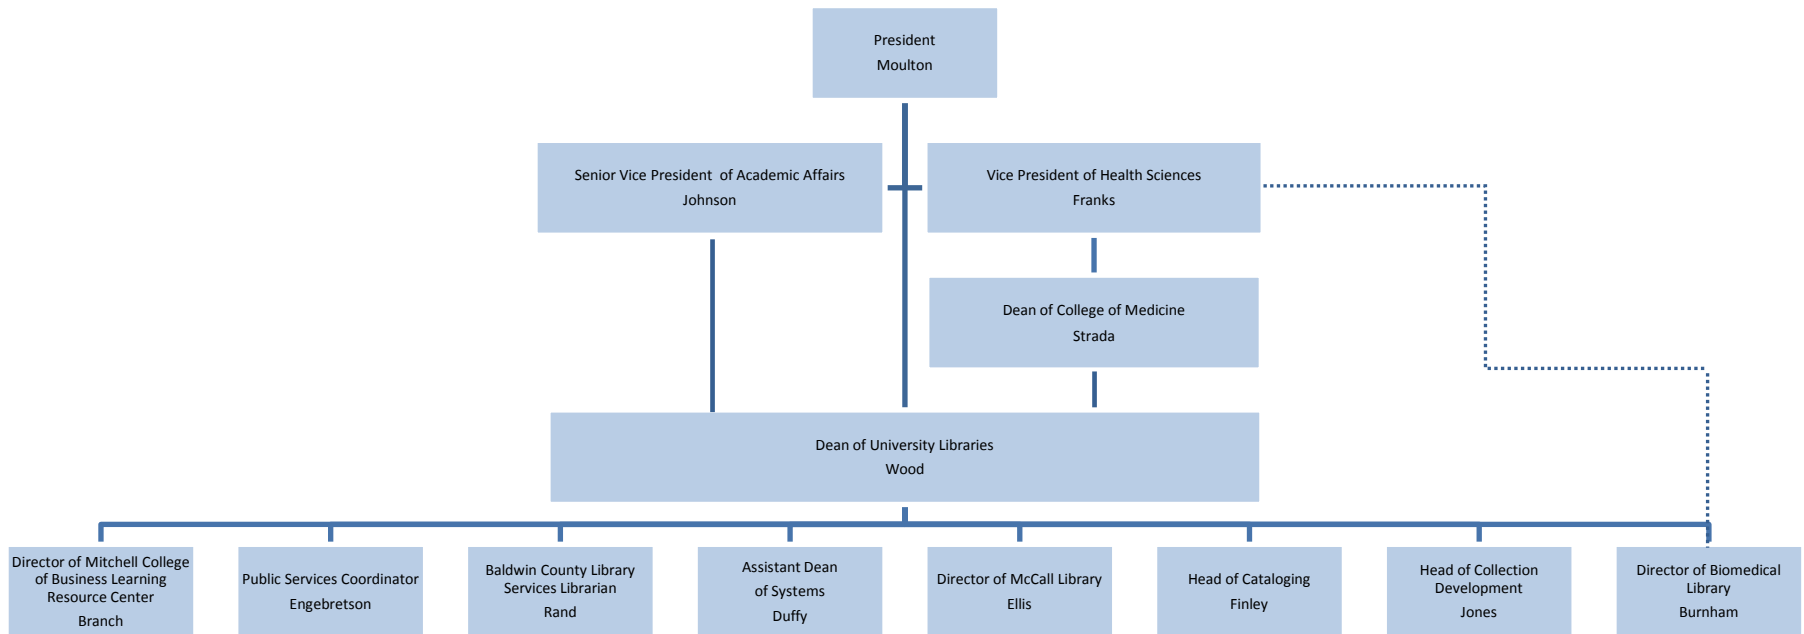 President
Moulton
Senior Vice President of Academic Affairs
Johnson
Vice President of Health Sciences
Franks
Dean of College of Medicine
Strada
Dean of University Libraries
Wood
Director of Mitchell College
of Business Learning
Resource Center
Branch
Public Services Coordinator
Engebretson
Baldwin County Library
Services Librarian
Rand
Assistant Dean
of Systems
Duffy
Director of McCall Library
Ellis
Head of Cataloging
Finley
Head of Collection
Development
Jones
Director of Biomedical
Library
Burnham